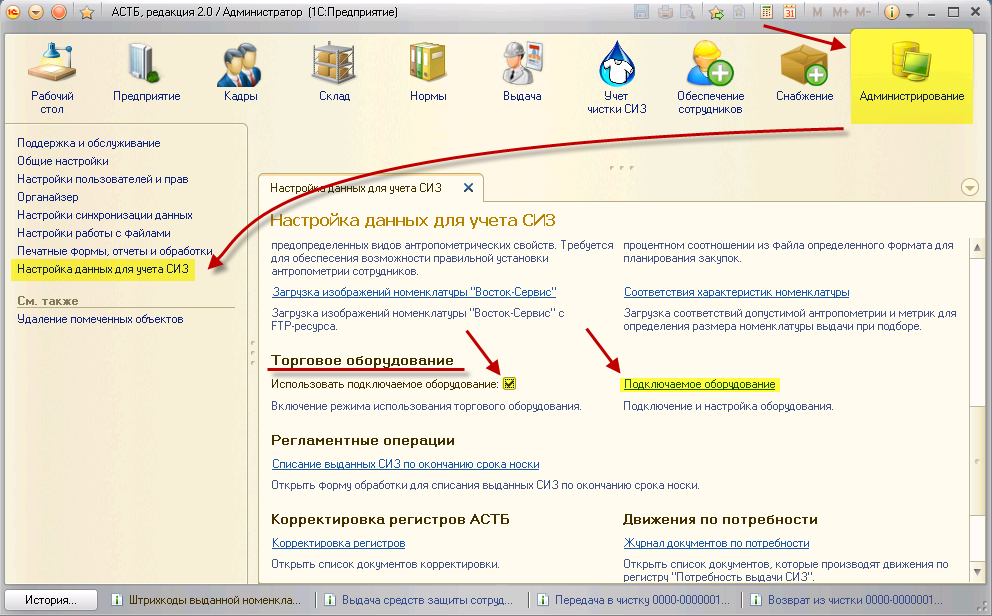 АСТБ, редакция 2.0 / Администратор (1С:Предприятие)
M M+ M-
Рабочий
стол
Предприятие
Кадры
Склад
Нормы
Выдача
Учет
чистки СИЗ
Обеспечение
сотрудников
Снабжение
Администрирование
Поддержка и обслуживание
Общие настройки
Настройки пользователей и прав
Органайзер
Настройки синхронизации данных
Настройки работы с файлами
Печатные формы, отчеты и обработки
Настройка данных для учета СИЗ
См. также
Удаление помеченных объектов
Настройка данных для учета СИЗ
Настройка данных для учета СИЗ
предопределенных видов антропометрических свойств. Требуется
для обеспесения возможности правильной установки
антропометрии сотрудников.
процентном соотношении из файла определенного формата для
планирования закупок.
Загрузка изображений номенклатуры "Восток-Сервис"
Загрузка изображений номенклатуры "Восток-Сервис" с
FTP-ресурса.
Соответствия характеристик номенклатуры
Загрузка соответствий допустимой антропометрии и метрик для
определения размера номенклатуры выдачи при подборе.
Торговое оборудование
Использовать подключаемое оборудование:
Включение режима использования торгового оборудования.
Подключаемое оборудование
Подключение и настройка оборудования.
Регламентные операции
Списание выданных СИЗ по окончанию срока носки
Открыть форму обработки для списания выданных СИЗ по окончанию срока носки.
Корректировка регистров АСТБ
Корректировка регистров
Открыть список документов корректировки.
Движения по потребности
Журнал документов по потребности
Открыть список документов, которые производят движения по
регистру "Потребность выдачи СИЗ".
История...
Штрихкоды выданной номенкла...
Выдача средств защиты сотруд...
Передача в чистку 0000-0000001...
Возврат из чистки 0000-0000001...